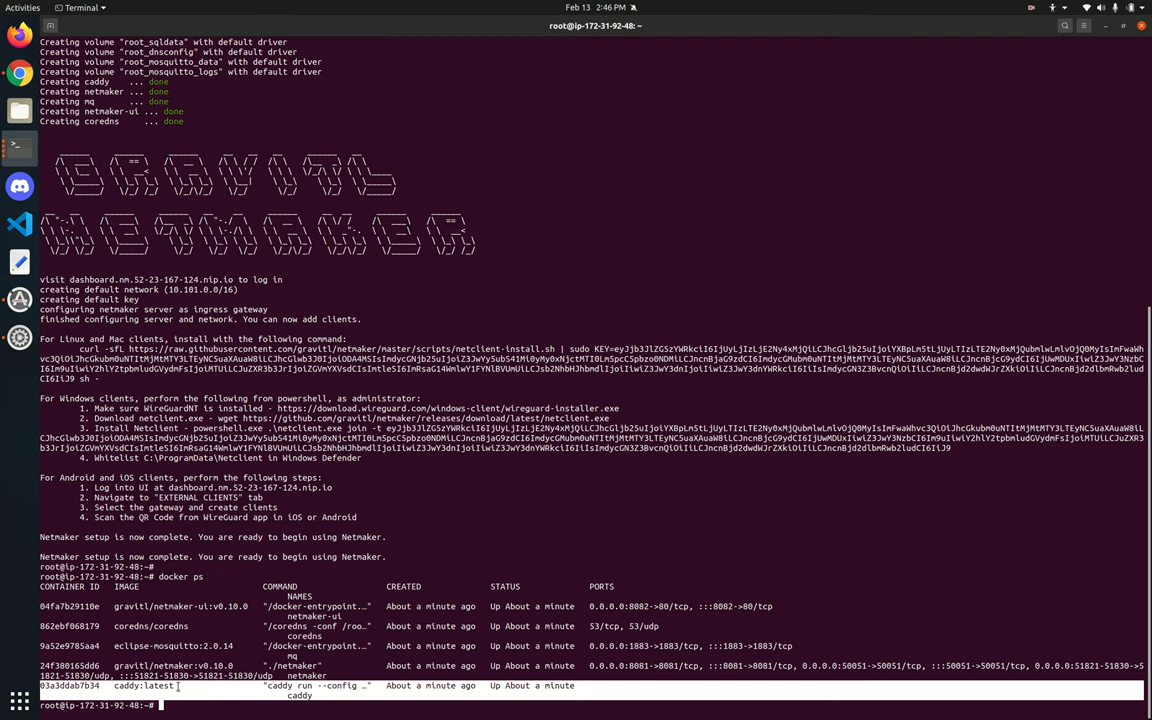 Activities
Terminal
Feb 13 2:46 PM
root@ip-172-31-92-48: ~
Creating volume "root_sqldata" with default driver
Creating volume "root_dnsconfig" with default driver
Creating volume "root_mosquitto_data" with default driver
Creating volume "root_mosquitto_logs" with default driver
Creating caddy ... done
Creating netmaker ... done
Creating mq ... done
Creating netmaker-ui ... done
Creating coredns ... done
visit dashboard.nm.52-23-167-124.nip.io to log in
creating default network (10.101.0.0/16)
creating default key
configuring netmaker server as ingress gateway
finished configuring server and network. You can now add clients.
For Linux and Mac clients, install with the following command:
curl -sfL https://raw.githubusercontent.com/gravitl/netmaker/master/scripts/netclient-install.sh | sudo
sh -
For Windows clients, perform the following from powershell, as administrator:
1. Make sure WireGuardNT is installed - https://download.wireguard.com/windows-client/wireguard-installer.exe
2. Download netclient.exe - wget https://github.com/gravitl/netmaker/releases/download/latest/netclient.exe
3. Install Netclient - powershell.exe .\netclient.exe join -t
4. Whitelist C:\ProgramData\Netclient in Windows Defender
For Android and iOS clients, perform the following steps:
1. Log into UI at dashboard.nm.52-23-167-124.nip.io
2. Navigate to "EXTERNAL CLIENTS" tab
3. Select the gateway and create clients
4. Scan the QR Code from WireGuard app in iOS or Android
Netmaker setup is now complete. You are ready to begin using Netmaker.
Netmaker setup is now complete. You are ready to begin using Netmaker.
root@ip-172-31-92-48:~#
root@ip-172-31-92-48:~# docker ps
CONTAINER ID IMAGE COMMAND CREATED STATUS PORTS
NAMES
04fa7b29110e gravitl/netmaker-ui:v0.10.0 "/docker-entrypoint.…" About a minute ago Up About a minute 0.0.0.0:8082->80/tcp, :::8082->80/tcp
netmaker-ui
862ebf068179 coredns/coredns "/coredns -conf /roo…" About a minute ago Up About a minute 53/tcp, 53/udp
coredns
9a52e9785aa4 eclipse-mosquitto:2.0.14 "/docker-entrypoint.…" About a minute ago Up About a minute 0.0.0.0:1883->1883/tcp, :::1883->1883/tcp
mq
24f380165dd6 gravitl/netmaker:v0.10.0 "./netmaker" About a minute ago Up About a minute 0.0.0.0:8081->8081/tcp, :::8081->8081/tcp, 0.0.0.0:50051->50051/tcp, :::50051->50051/tcp, 0.0.0.0:51821-51830->5
1821-51830/udp, :::51821-51830->51821-51830/udp netmaker
03a3ddab7b34 caddy:latest "caddy run --config …" About a minute ago Up About a minute
caddy
root@ip-172-31-92-48:~#